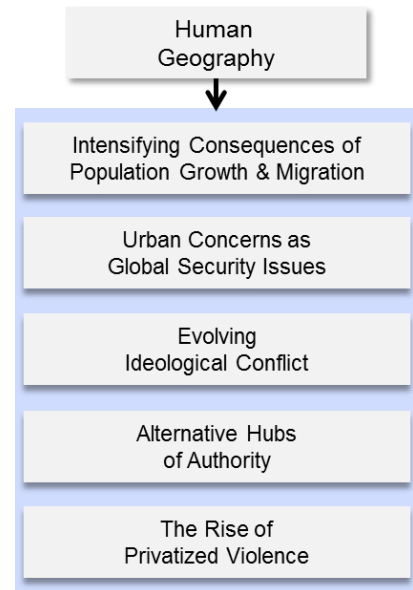 Human
Geography
Intensifying Consequences of
Population Growth & Migration
Urban Concerns as
Global Security Issues
Evolving
Ideological Conflict
Alternative Hubs
of Authority
The Rise of
Privatized Violence